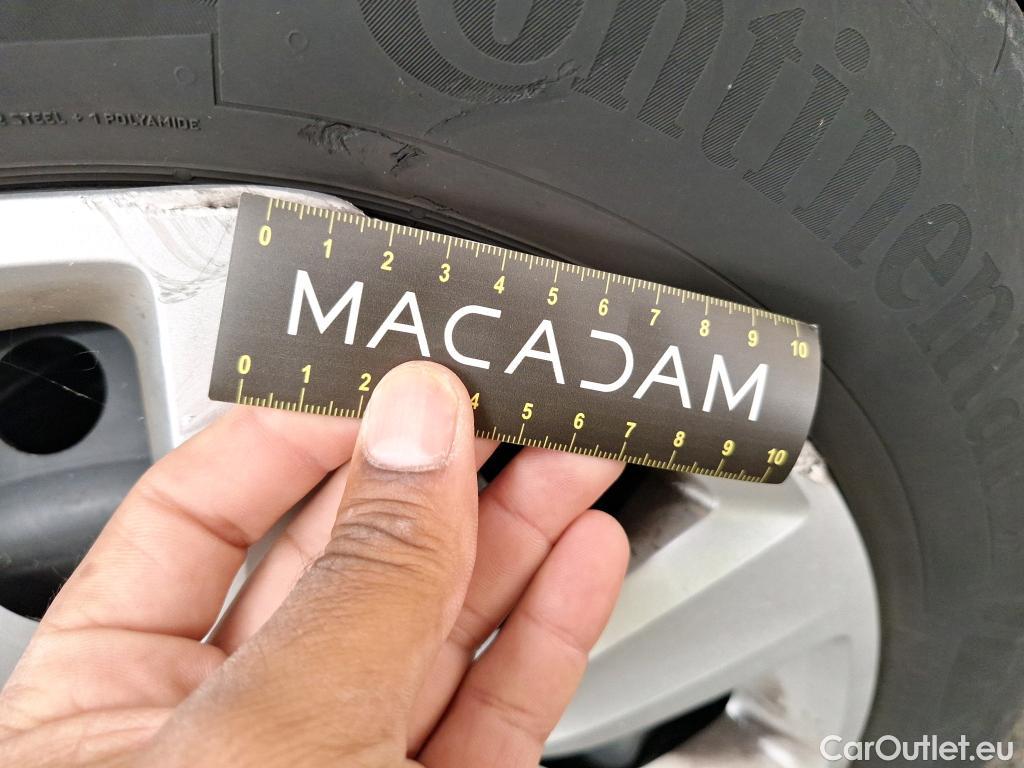 Continental
STEEL + 1 POLYAMIDE
0 1 2 3 4 5 6 7 8 9 10
MACADAM
0 1 2 4 5 6 7 8 9 10
CarOutlet.eu